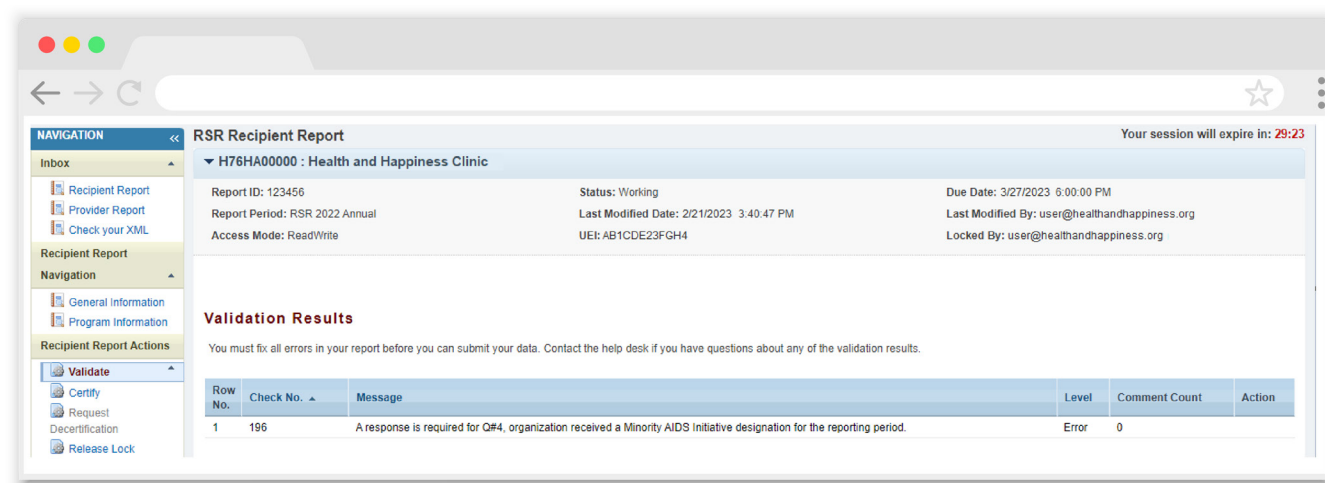 NAVIGATION «
Inbox
Recipient Report
Provider Report
Check your XML
Recipient Report
Navigation
General Information
Program Information
Recipient Report Actions
Validate
Certify
Request
Decertification
Release Lock
RSR Recipient Report
Your session will expire in: 29:23
H76HA00000 : Health and Happiness Clinic
Report ID: 123456 Status: Working Due Date: 3/27/2023 6:00:00 PM
Report Period: RSR 2022 Annual Last Modified Date: 2/21/2023 3:40:47 PM Last Modified By: user@healthandhappiness.org
Access Mode: ReadWrite UEI: AB1CDE23FGH4 Locked By: user@healthandhappiness.org
Validation Results
You must fix all errors in your report before you can submit your data. Contact the help desk if you have questions about any of the validation results.
Row No. Check No. Message Level Comment Count Action
1 196 A response is required for Q#4, organization received a Minority AIDS Initiative designation for the reporting period. Error 0